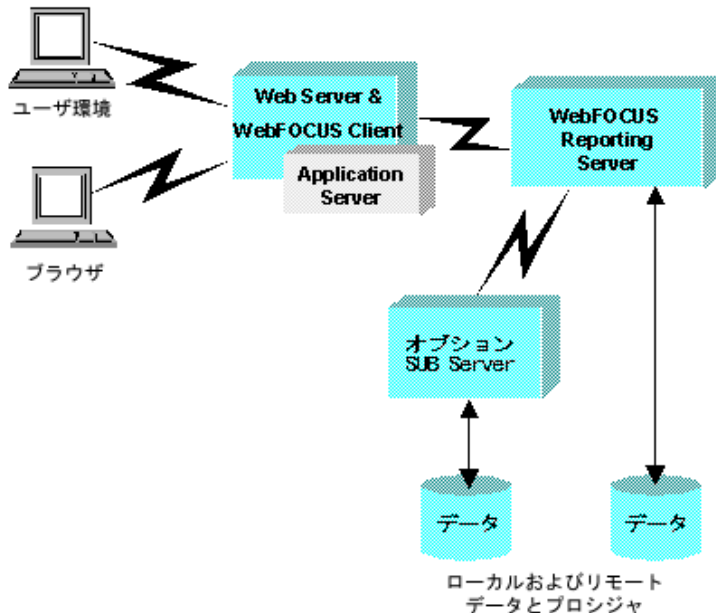 ユーザ環境
Web Server &
WebFOCUS Client
Application
Server
WebFOCUS
Reporting
Server
ブラウザ
オプション
SUB Server
データ
データ
ローカルおよびリモート
データとプロシジャ